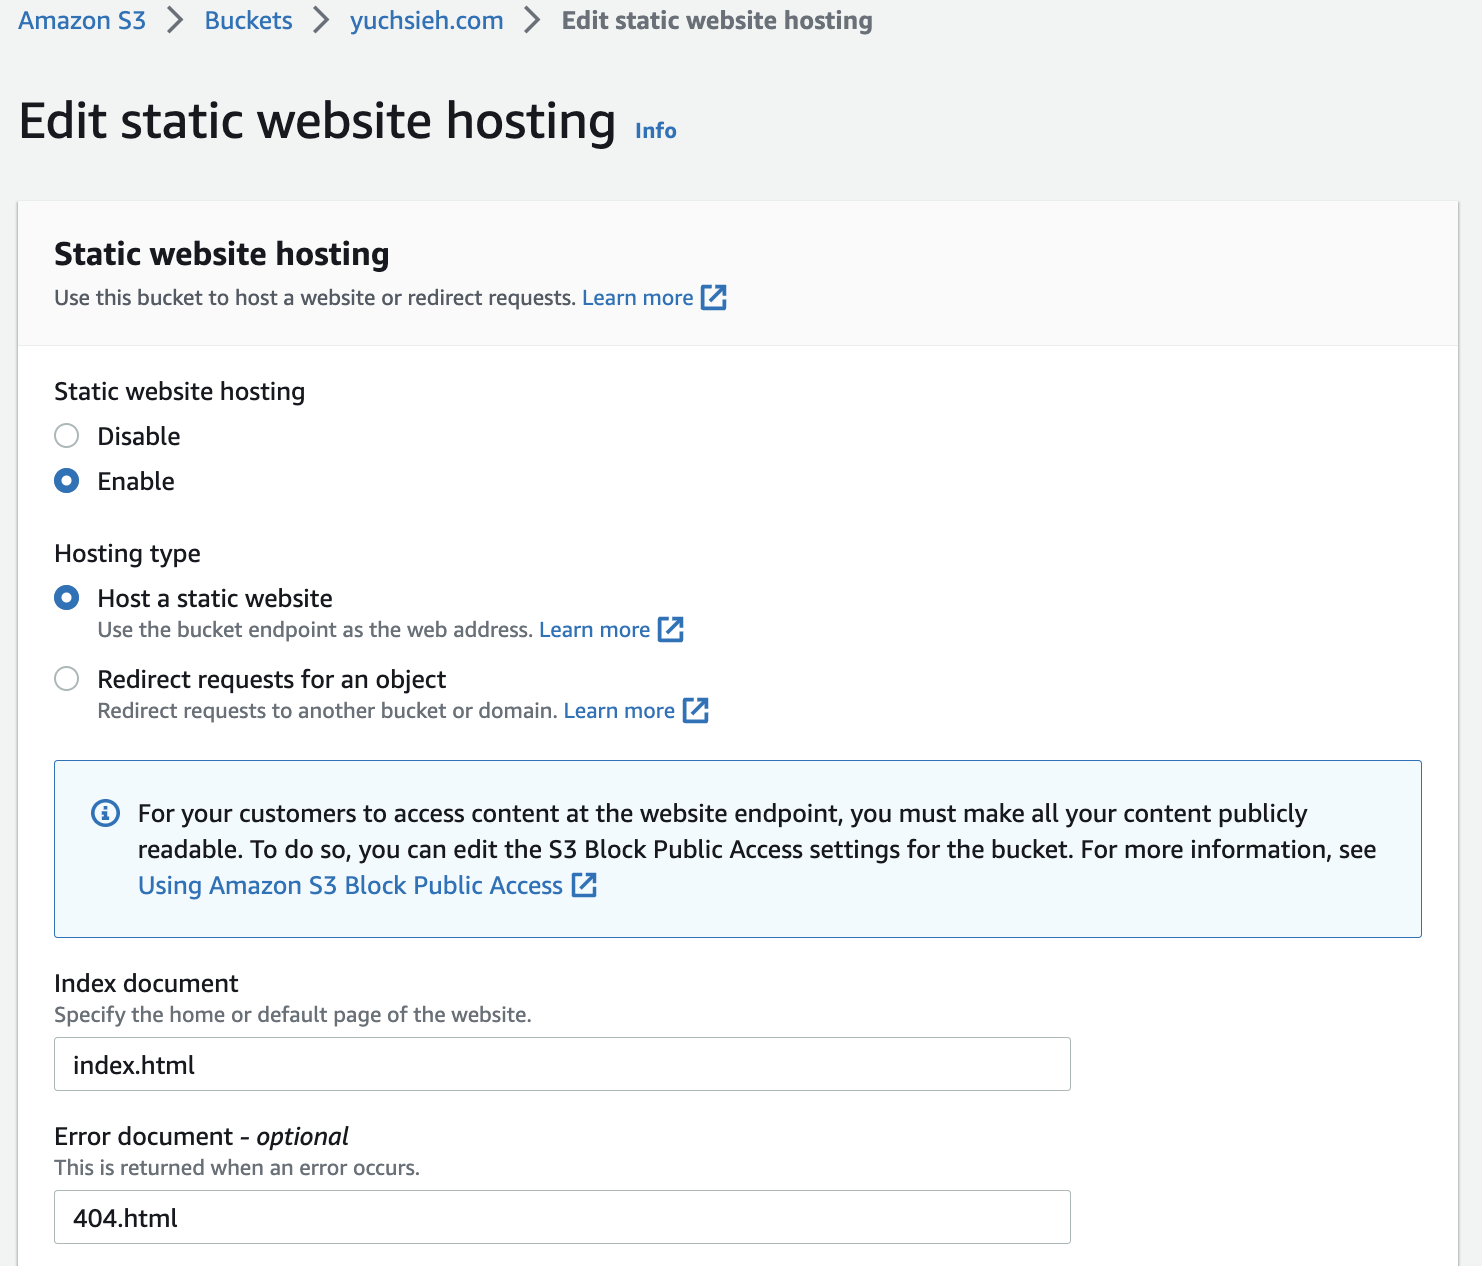 Amazon S3 > Buckets > yuchsieh.com > Edit static website hosting
Edit static website hosting Info
Static website hosting
Use this bucket to host a website or redirect requests. Learn more
Static website hosting
Disable
Enable
Hosting type
Host a static website
Use the bucket endpoint as the web address. Learn more
Redirect requests for an object
Redirect requests to another bucket or domain. Learn more
For your customers to access content at the website endpoint, you must make all your content publicly
readable. To do so, you can edit the S3 Block Public Access settings for the bucket. For more information, see
Using Amazon S3 Block Public Access
Index document
Specify the home or default page of the website.
index.html
Error document - optional
This is returned when an error occurs.
404.html